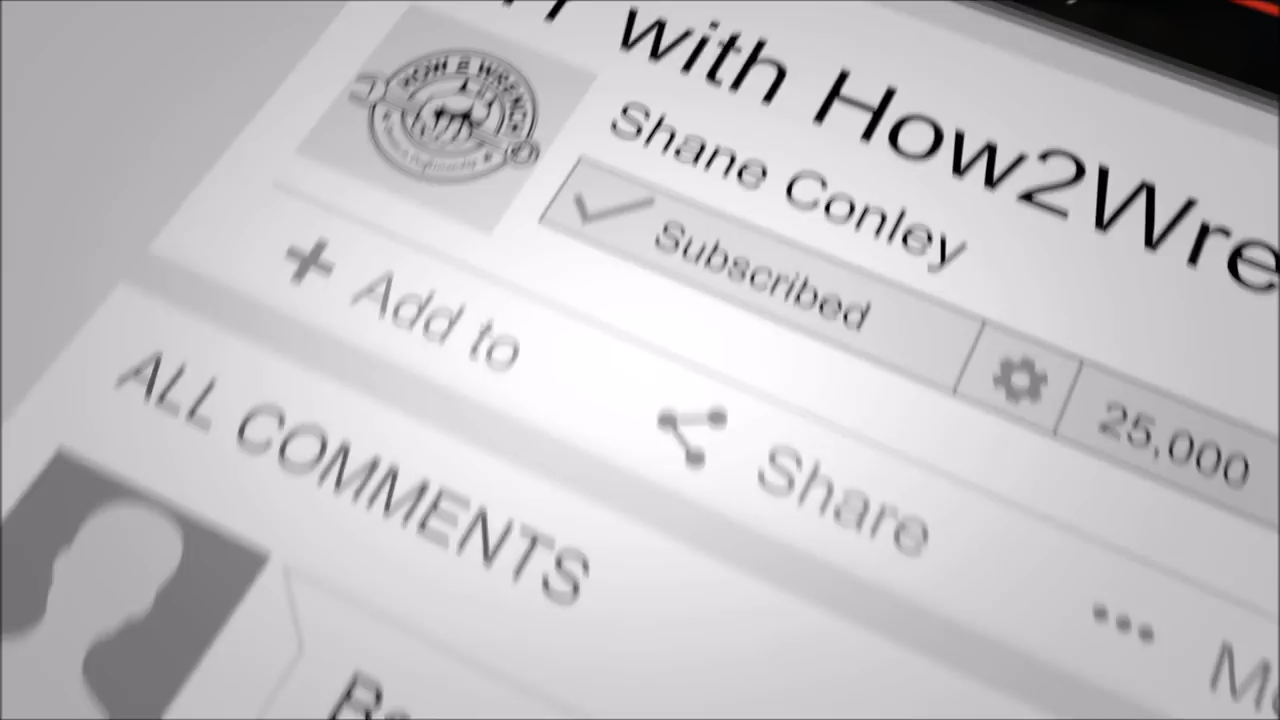 with How2Wre
Shane Conley
Subscribed
25,000
Add to
Share
ALL COMMENTS